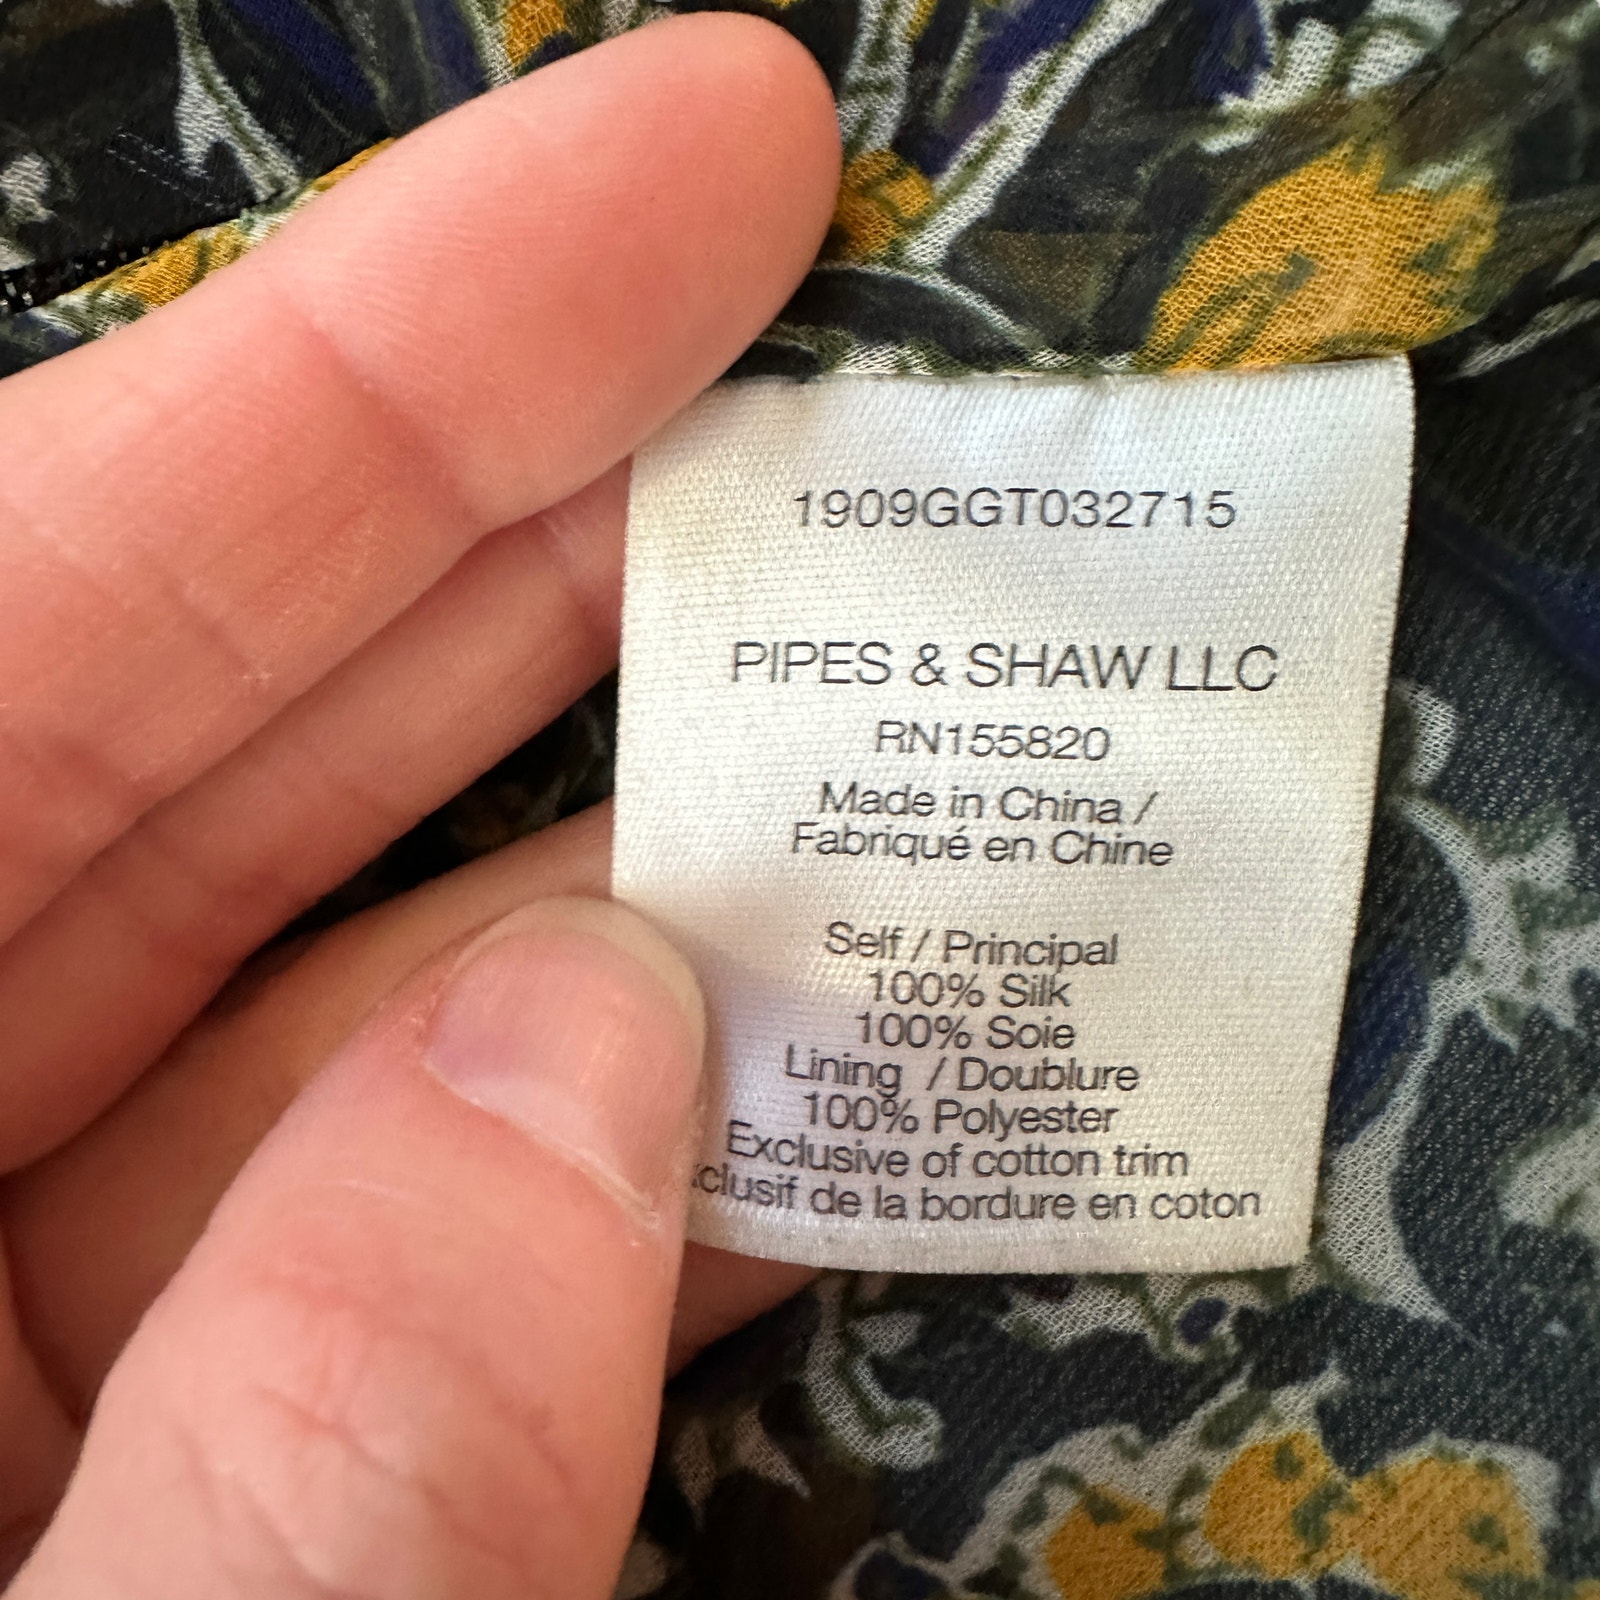 1909GGT032715
PIPES & SHAW LLC
RN155820
Made in China /
Fabriqué en Chine
Self / Principal
100% Silk
100% Soie
Lining / Doublure
100% Polyester
Exclusive of cotton trim
de la bordure en coton